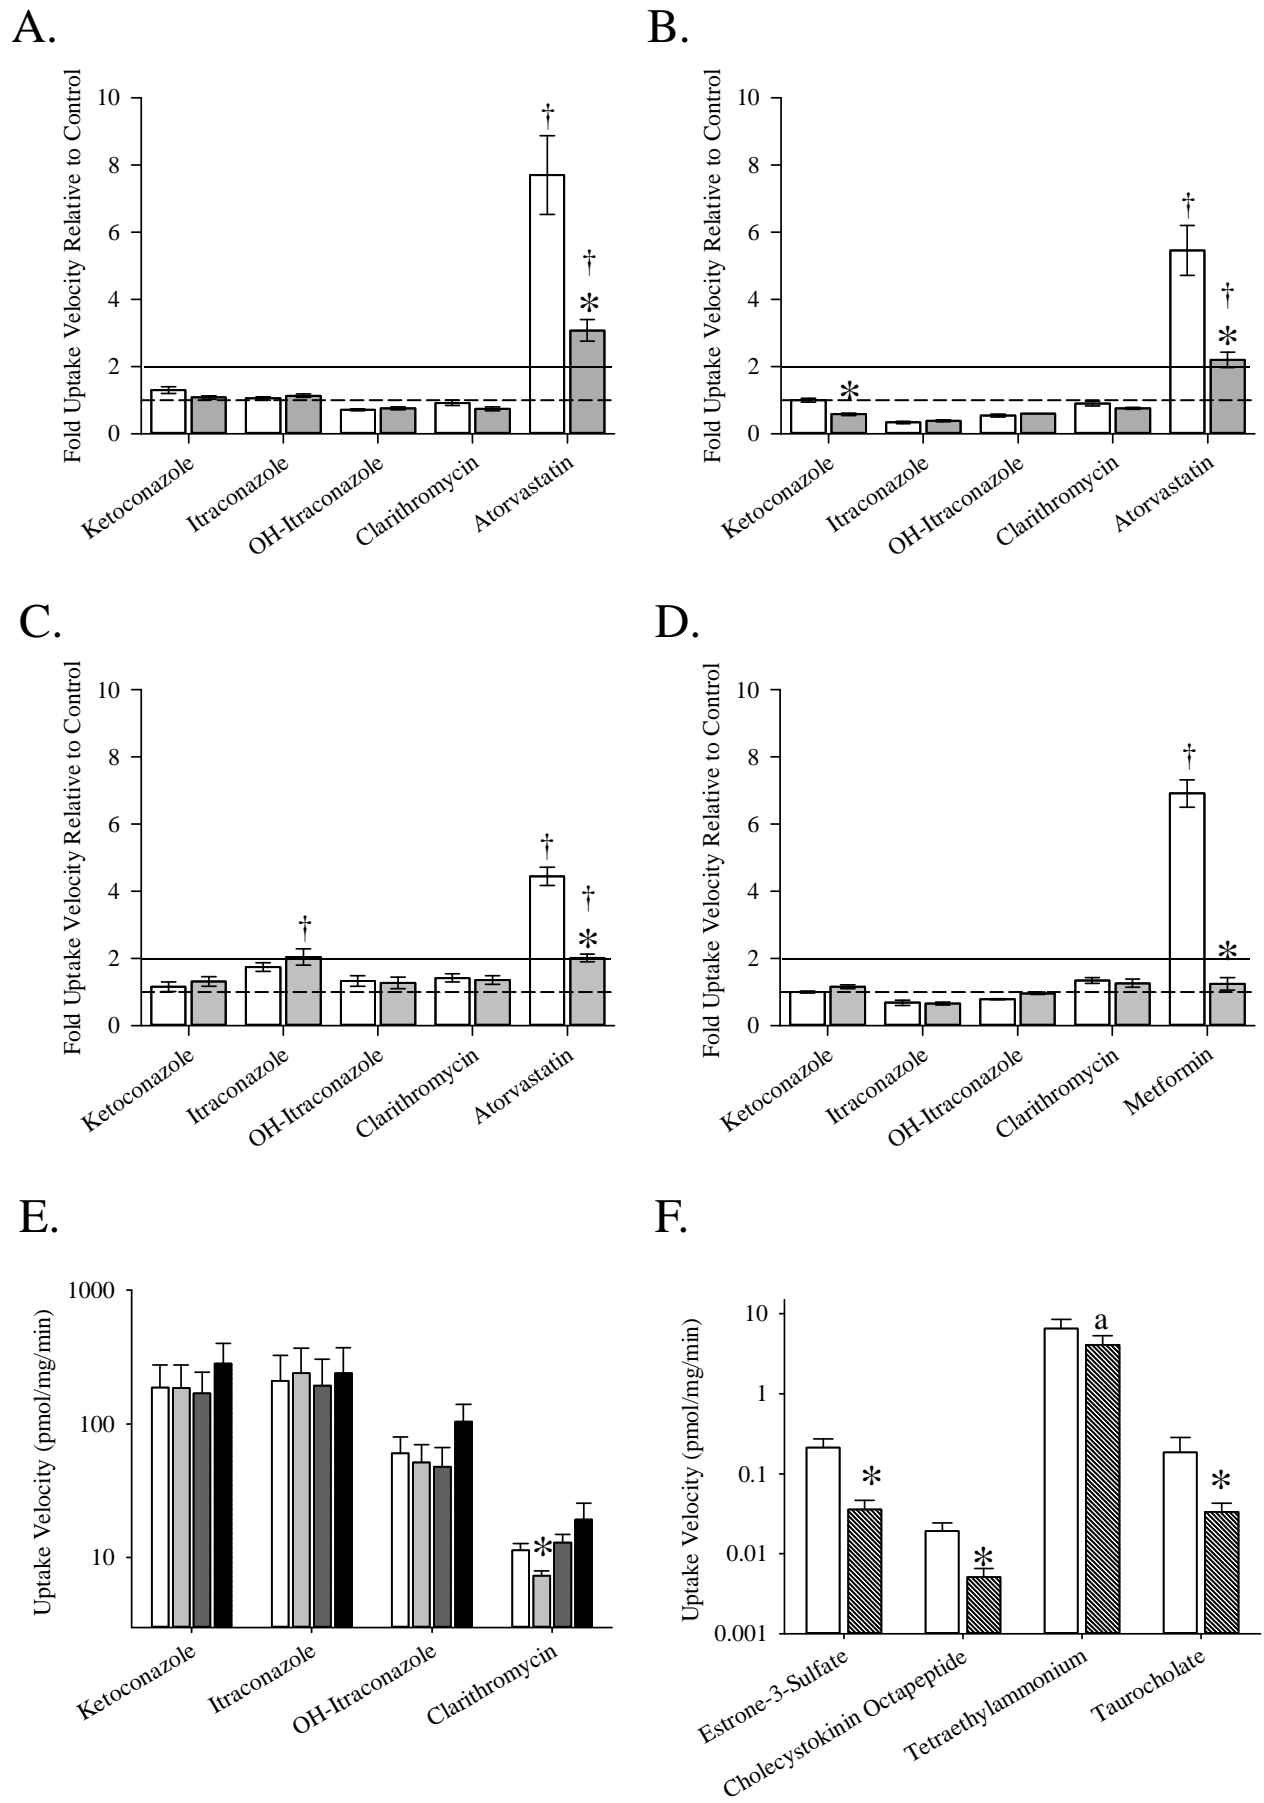 A.
Fold Uptake Velocity Relative to Control
10
8
6
4
2
0
†
†
*
Ketoconazole
Itraconazole
OH-Itraconazole
Clarithromycin
Atorvastatin
B.
Fold Uptake Velocity Relative to Control
10
8
6
4
2
0
*
†
†
*
Ketoconazole
Itraconazole
OH-Itraconazole
Clarithromycin
Atorvastatin
C.
Fold Uptake Velocity Relative to Control
10
8
6
4
2
0
†
†
†
*
Ketoconazole
Itraconazole
OH-Itraconazole
Clarithromycin
Atorvastatin
D.
Fold Uptake Velocity Relative to Control
10
8
6
4
2
0
†
*
Ketoconazole
Itraconazole
OH-Itraconazole
Clarithromycin
Metformin
E.
Uptake Velocity (pmol/mg/min)
1000
100
10
*
Ketoconazole
Itraconazole
OH-Itraconazole
Clarithromycin
F.
Uptake Velocity (pmol/mg/min)
10
1
0.1
0.01
0.001
*
*
a
*
Estrone-3-Sulfate
Cholecystokinin Octapeptide
Tetraethylammonium
Taurocholate